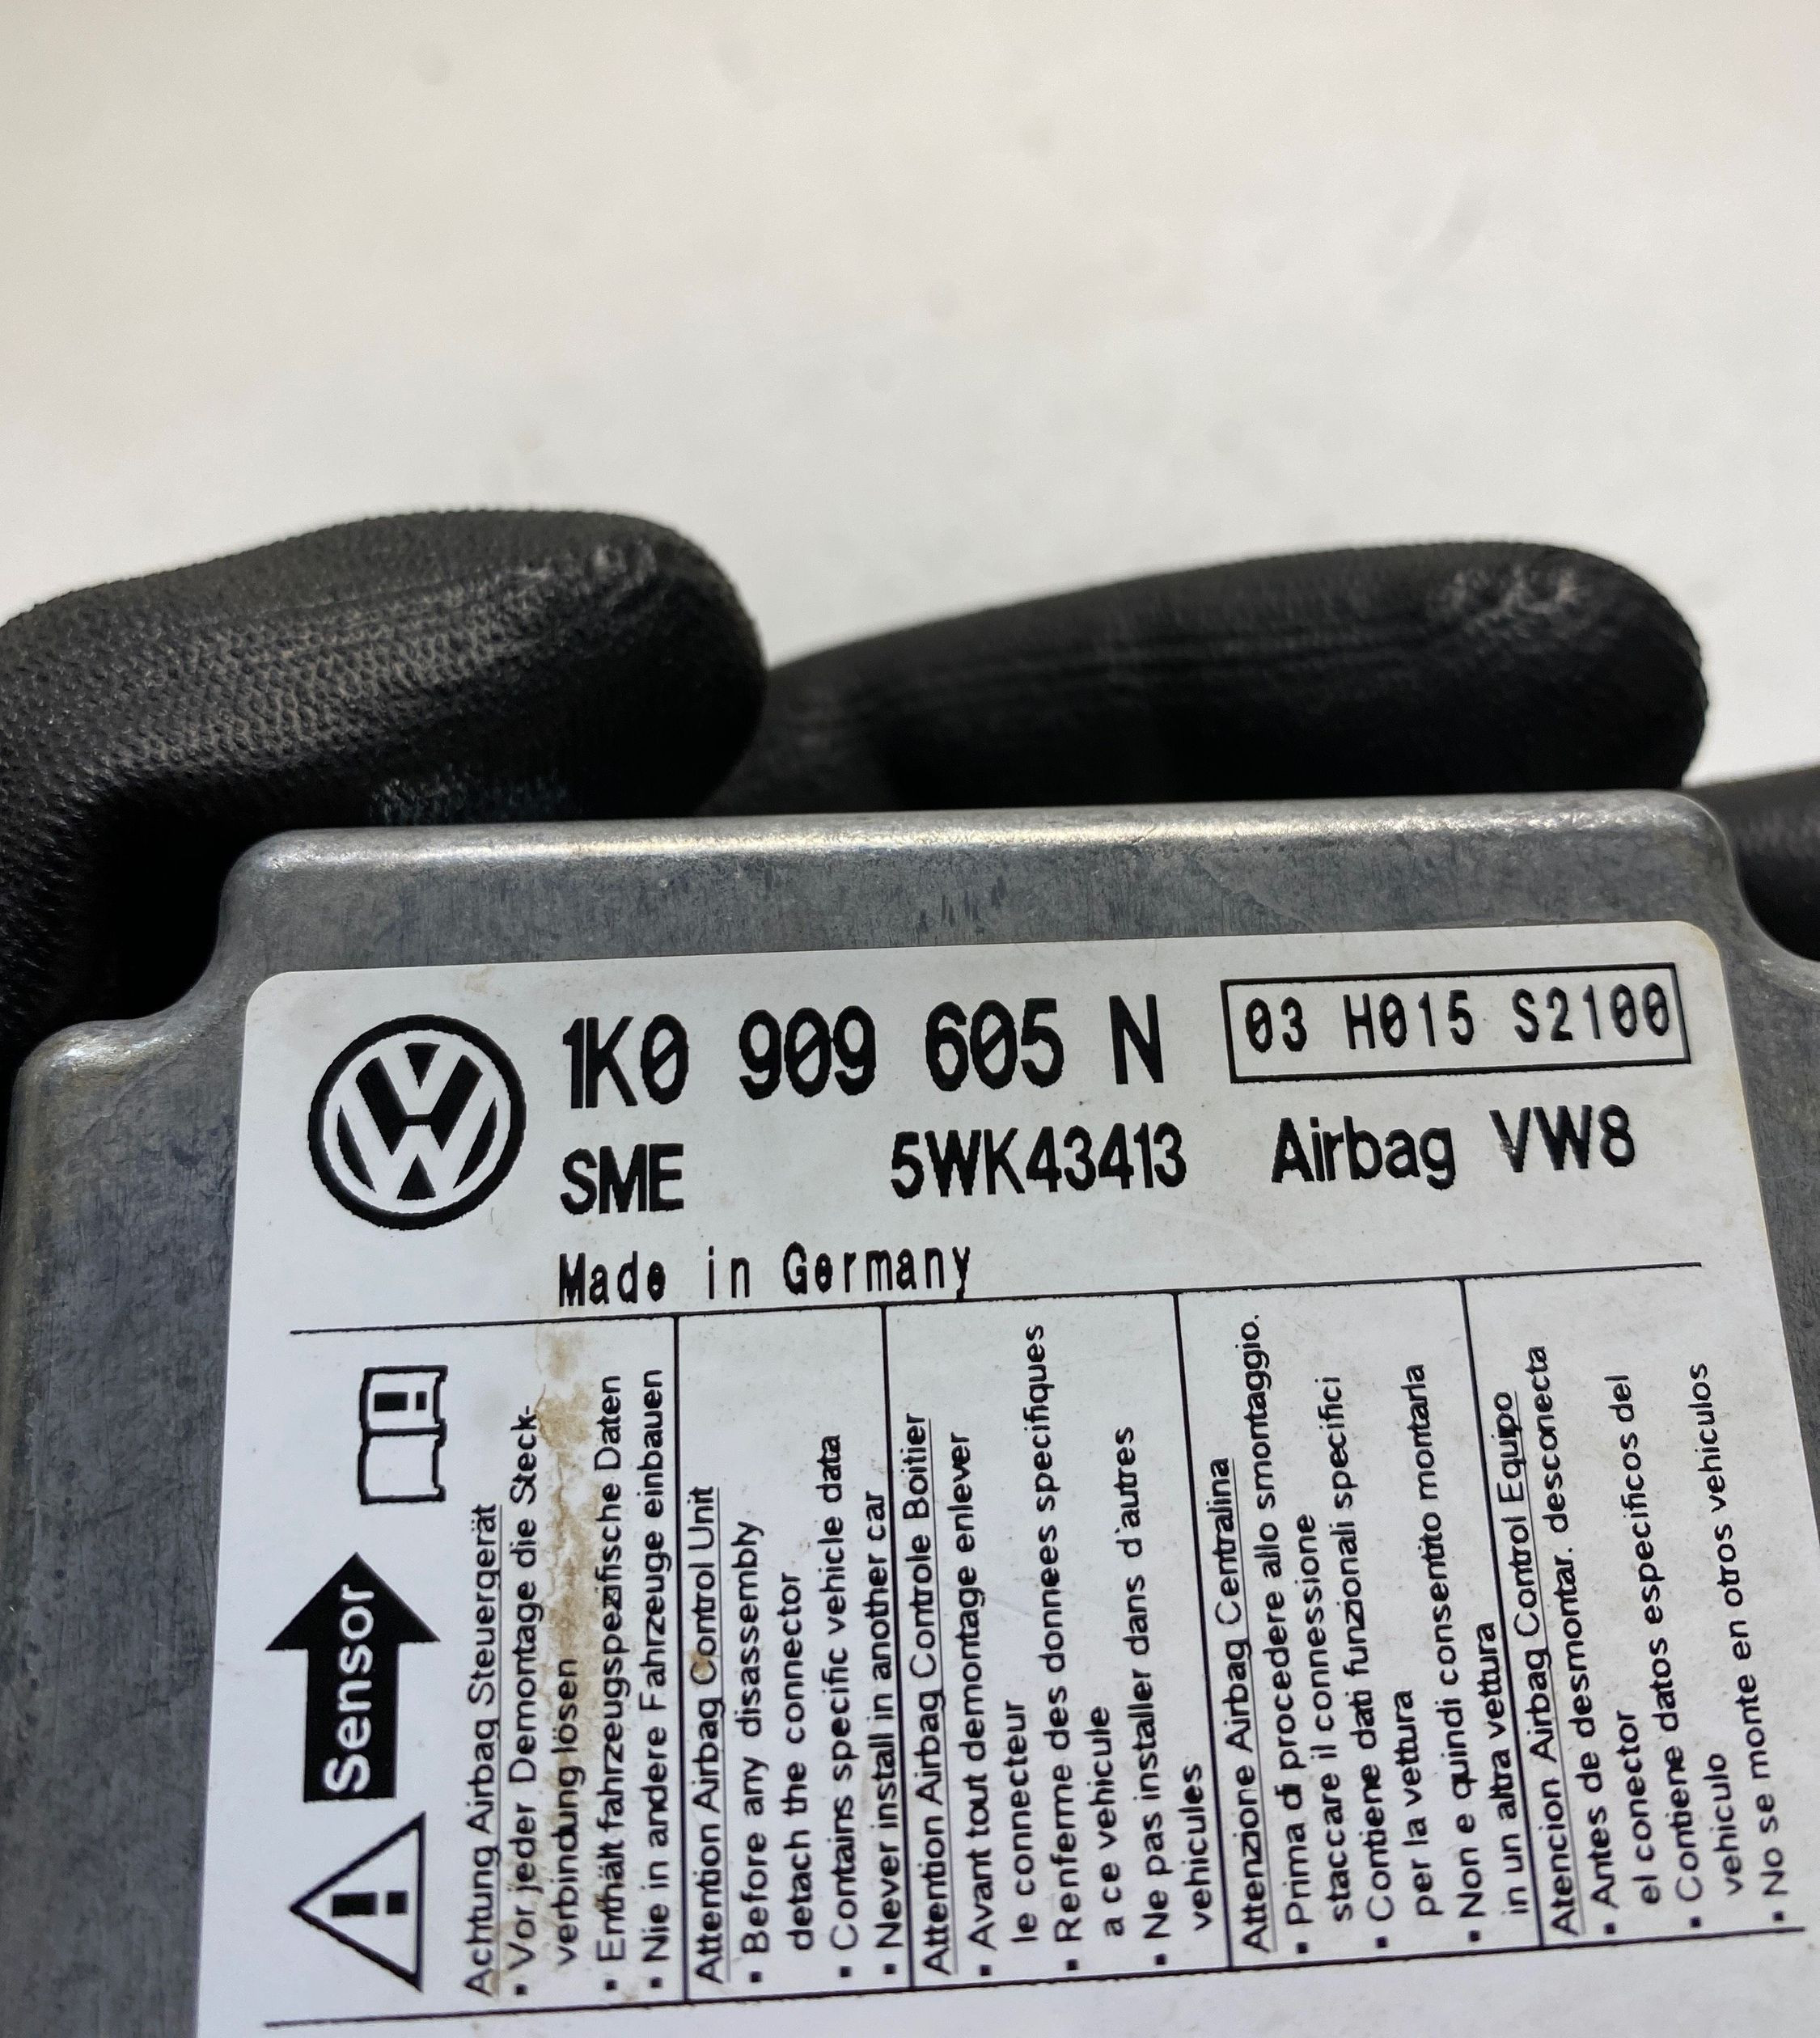 1K0 909 605 N 03 H015 S2100
SME 5WK43413 Airbag VW8
Made in Germany
Sensor
Achtung Airbag Steuergerät
• Vor jeder Demontage die Steck-
verbindung lösen
• Enthält fahrzeugspezifische Daten
• Nie in andere Fahrzeuge einbauen
Attention Airbag Control Unit
• Before any disassembly
detach the connector
• Contains specific vehicle data
• Never install in another car
Attention Airbag Controle Boitier
• Avant tout demontage enlever
le connecteur
• Renferme des donnees specifiques
a ce vehicule
• Ne pas installer dans d'autres
vehicules
Attenzione Airbag Centralina
• Prima di procedere allo smontaggio.
staccare il connessione
• Contiene dati funzionali specifici
per la vettura
• Non e quindi consentito montarla
in un altra vettura
Atencion Airbag Control Equipo
• Antes de desmontar. desconecta
el conector
• Contiene datos especificos del
vehiculo
• No se monte en otros vehiculos